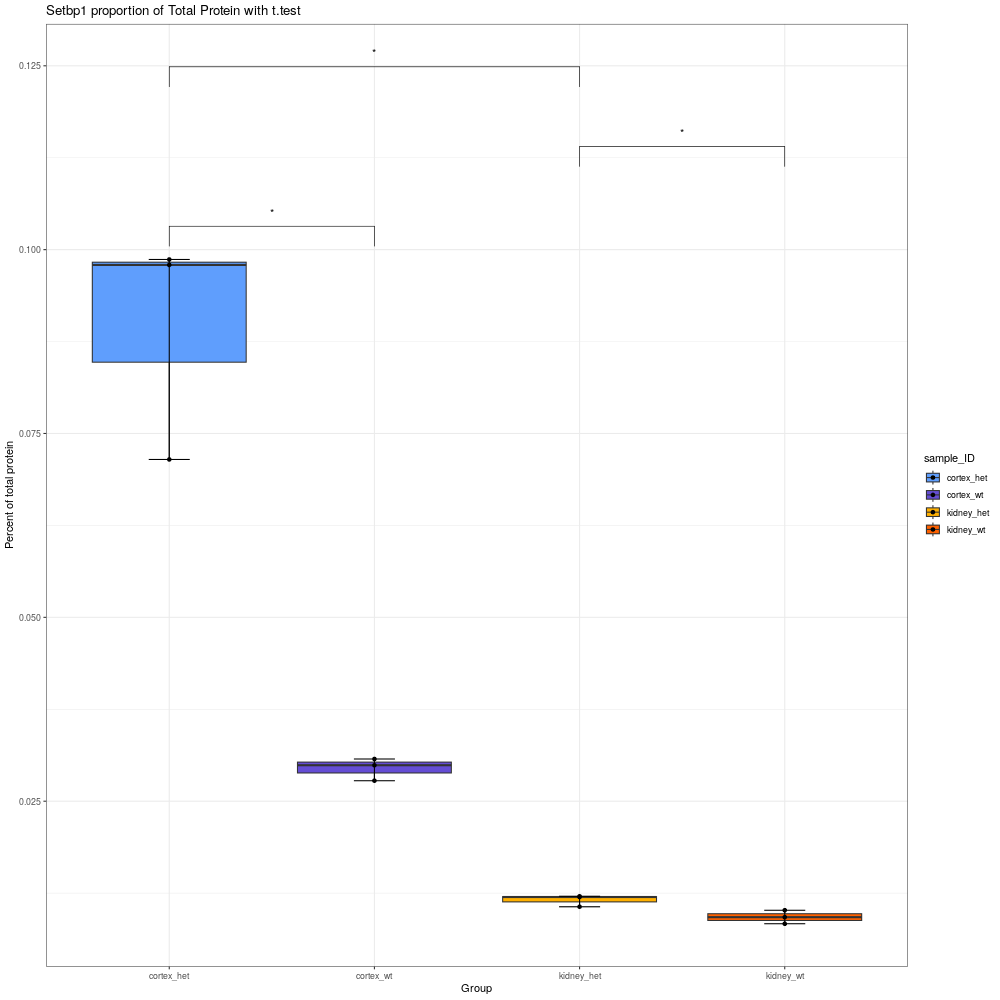 Setbp1 proportion of Total Protein with t.test
*
0.125
*
*
0.100
0.075
Percent of total protein
sample_ID
cortex_het
cortex_wt
kidney_het
kidney_wt
0.050
0.025
cortex_het cortex_wt kidney_het kidney_wt
Group